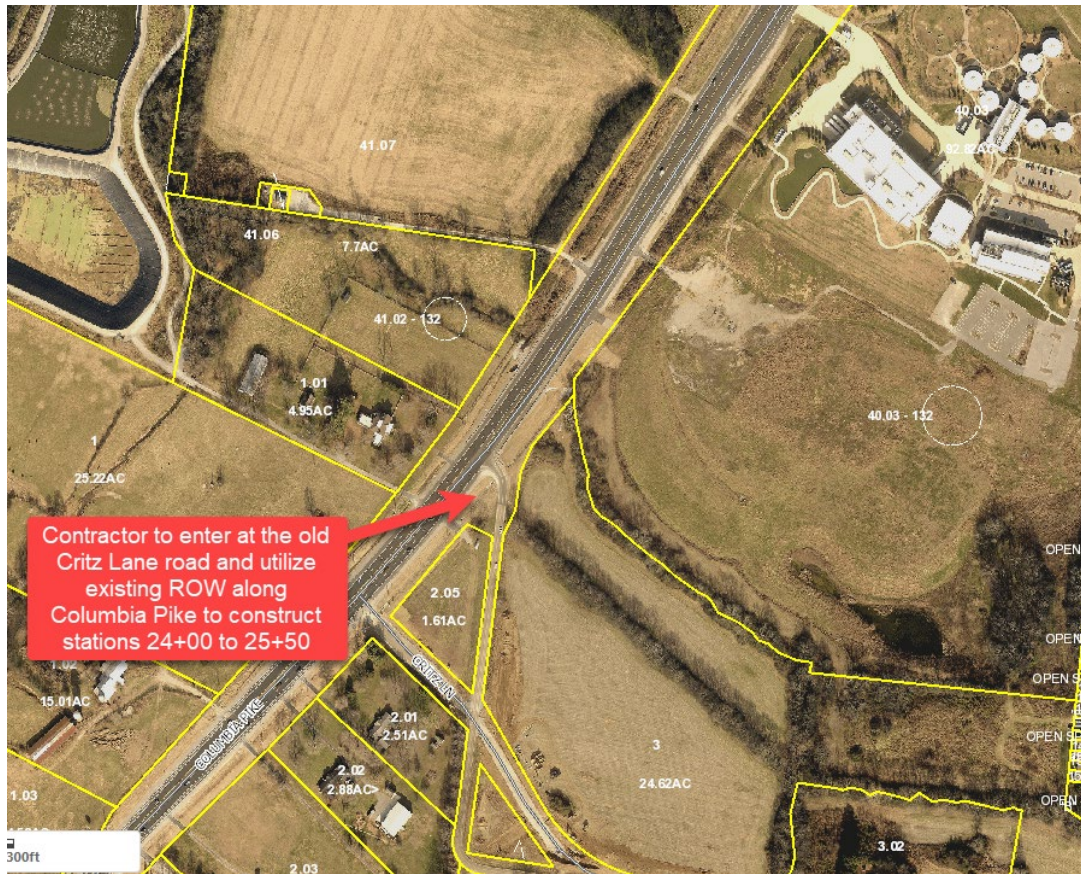 41.07
40.03
92.82AC
41.06
7.7AC
41.02 - 132
1.01
4.95AC
40.03 - 132
1
25.22AC
Contractor to enter at the old
Critz Lane road and utilize
existing ROW along
Columbia Pike to construct
stations 24+00 to 25+50
OPEN
2.05
1.61AC
OPEN
OPEN S
1.02
15.01AC
CRITZ LN
COLUMBIA PIKE
2.01
2.51AC
OPEN S
3
24.62AC
2.02
2.88AC>
OPEN
1.03
3.02
300ft
2.03